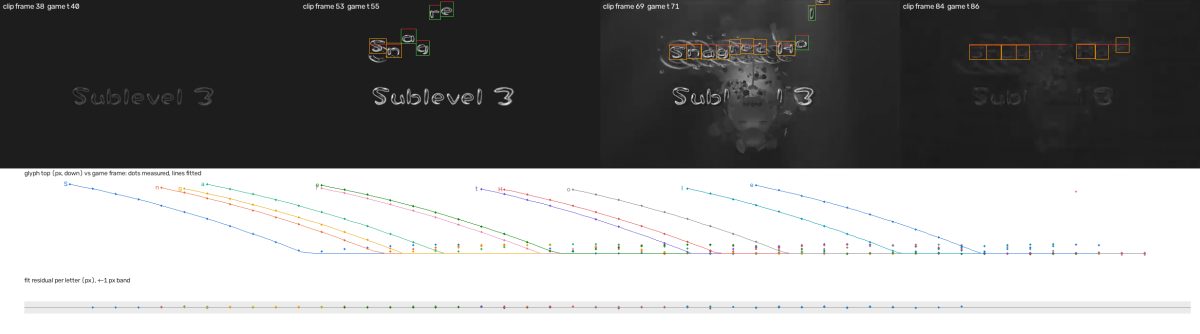 clip frame 38 game t 40
clip frame 53 game t 55
clip frame 69 game t 71
clip frame 84 game t 86
Sublevel 3
Sublevel 3
Subl l 3
glyph top (px, down) vs game frame: dots measured, lines fitted
fit residual per letter (px), +-1 px band